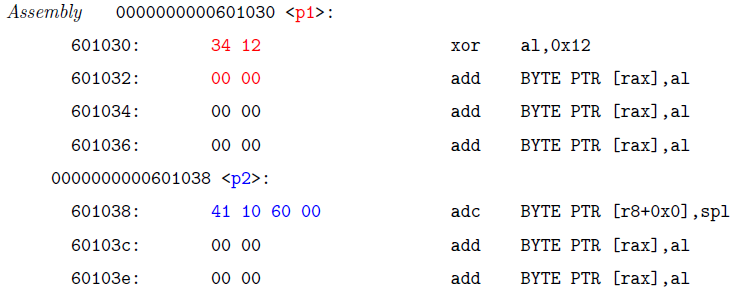 Assembly 0000000000601030 <p1>:
601030: 34 12 xor al,0x12
601032: 00 00 add BYTE PTR [rax],al
601034: 00 00 add BYTE PTR [rax],al
601036: 00 00 add BYTE PTR [rax],al
0000000000601038 <p2>:
601038: 41 10 60 00 adc BYTE PTR [r8+0x0],spl
60103c: 00 00 add BYTE PTR [rax],al
60103e: 00 00 add BYTE PTR [rax],al